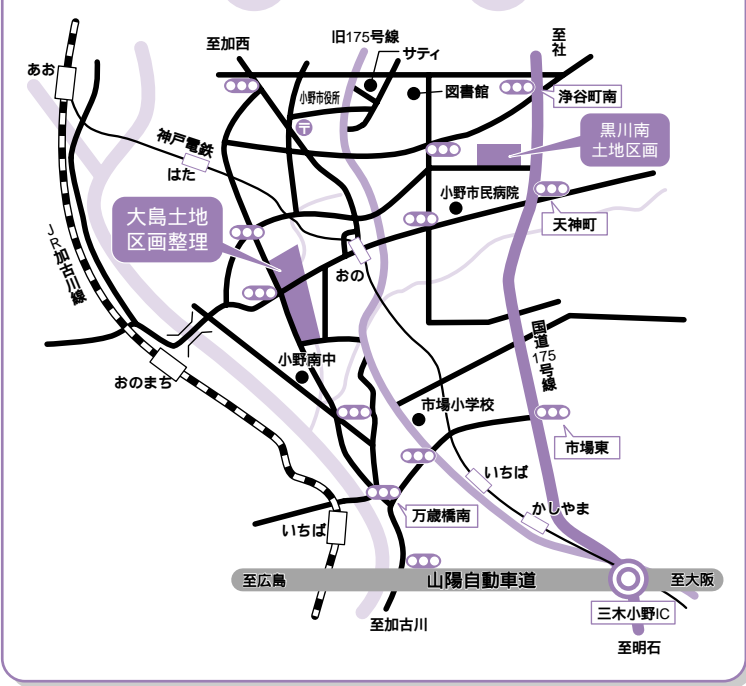 至加西
旧175号線
サティ
至社
あお
小野市役所
図書館
浄谷町南
〒
神戸電鉄
はた
黒川南
土地区画
小野市民病院
大島土地
区画整理
天神町
JR加古川線
おの
国道175号線
小野南中
おのまち
市場小学校
市場東
いちば
万歳橋南
かしやま
いちば
至広島
山陽自動車道
至大阪
三木小野IC
至加古川
至明石